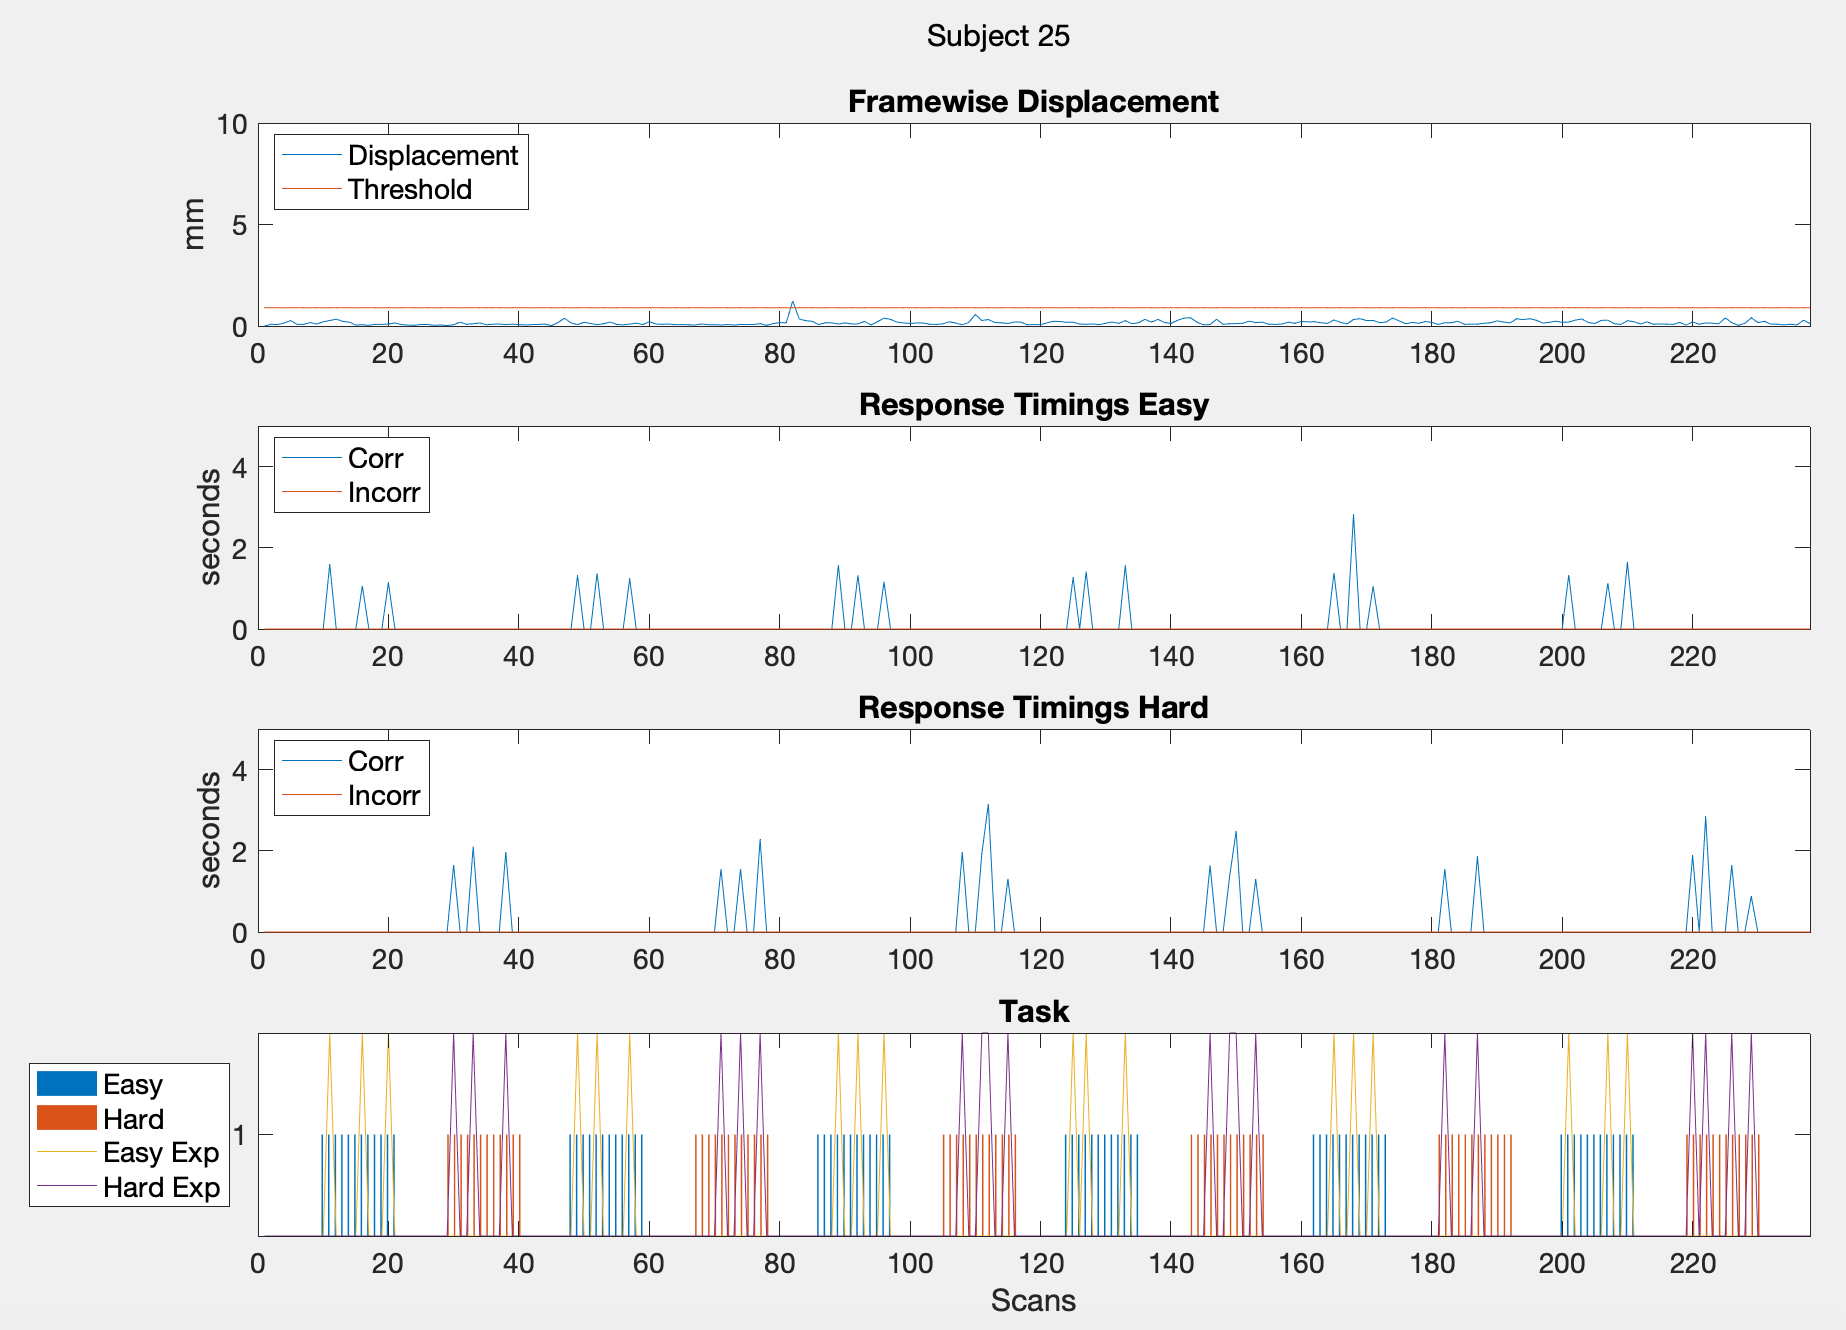 Subject 25
Framewise Displacement
10
5
0
mm
Displacement
Threshold
0 20 40 60 80 100 120 140 160 180 200 220
Response Timings Easy
4
2
0
seconds
Corr
Incorr
0 20 40 60 80 100 120 140 160 180 200 220
Response Timings Hard
4
2
0
seconds
Corr
Incorr
0 20 40 60 80 100 120 140 160 180 200 220
Task
1
Easy
Hard
Easy Exp
Hard Exp
0 20 40 60 80 100 120 140 160 180 200 220
Scans